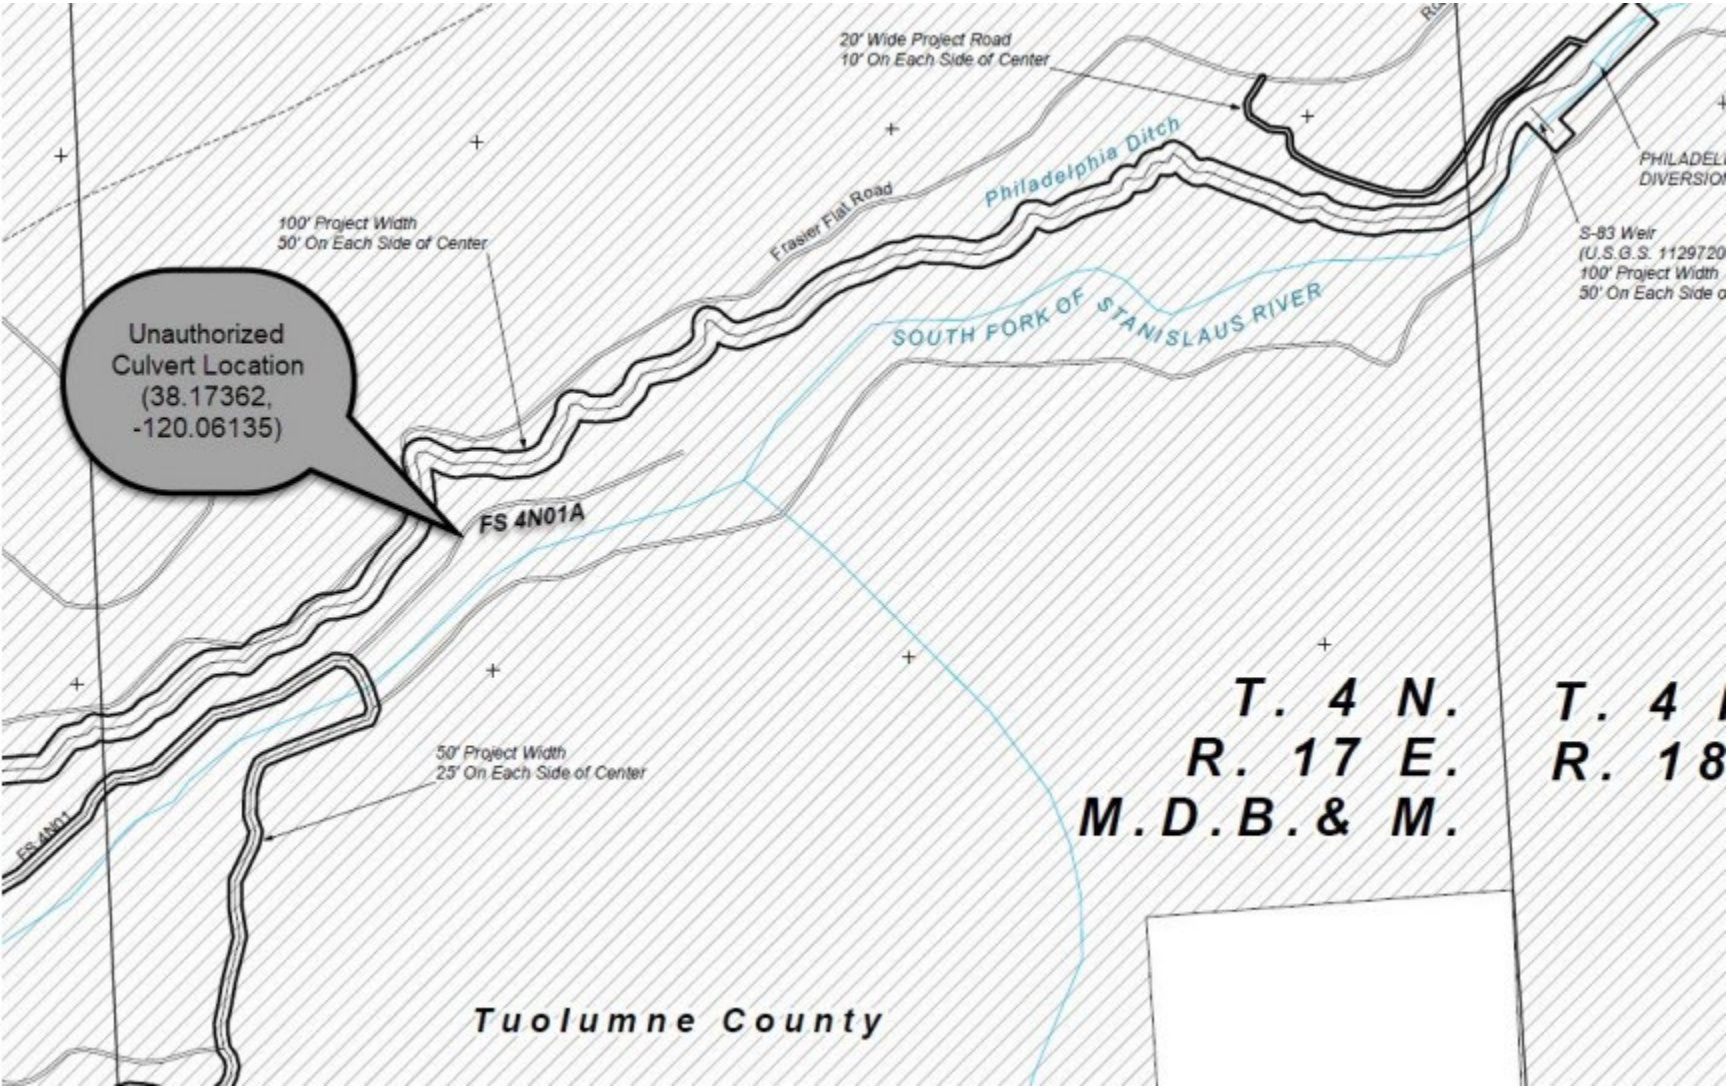 Ro
20' Wide Project Road
10' On Each Side of Center
Philadelphia Ditch
PHILADEL
DIVERSION
100' Project Width
50' On Each Side of Center
Frasier Flat Road
S-83 Weir
(U.S.G.S. 1129720
100' Project Width
50' On Each Side o
SOUTH FORK OF STANISLAUS RIVER
Unauthorized
Culvert Location
(38.17362,
-120.06135)
FS 4N01A
T. 4 N.
R. 17 E.
M.D.B.& M.
T. 4
R. 18
50' Project Width
25' On Each Side of Center
FS 4N01
Tuolumne County